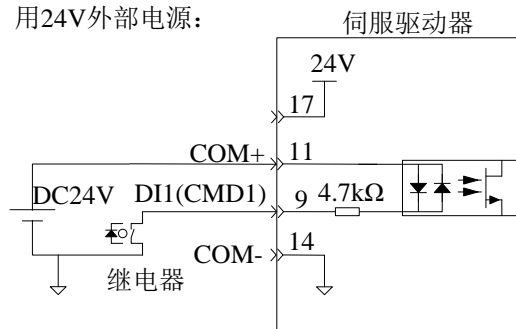 用24V外部电源：
伺服驱动器
24V
17
COM+
11
DC24V
DI1(CMD1)
9
4.7kΩ
COM-
14
继电器